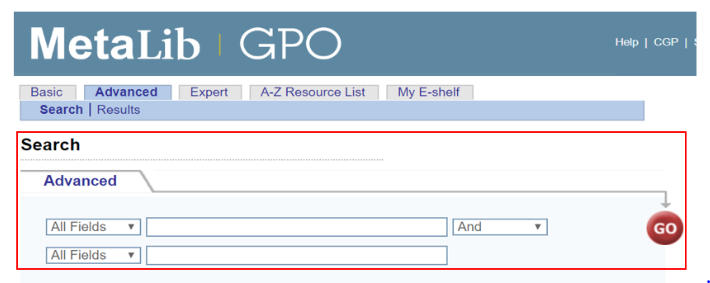 MetaLib | GPO
Help | CGP |
Basic Advanced Expert A-Z Resource List My E-shelf
Search | Results
Search
Advanced
All Fields And
GO
All Fields